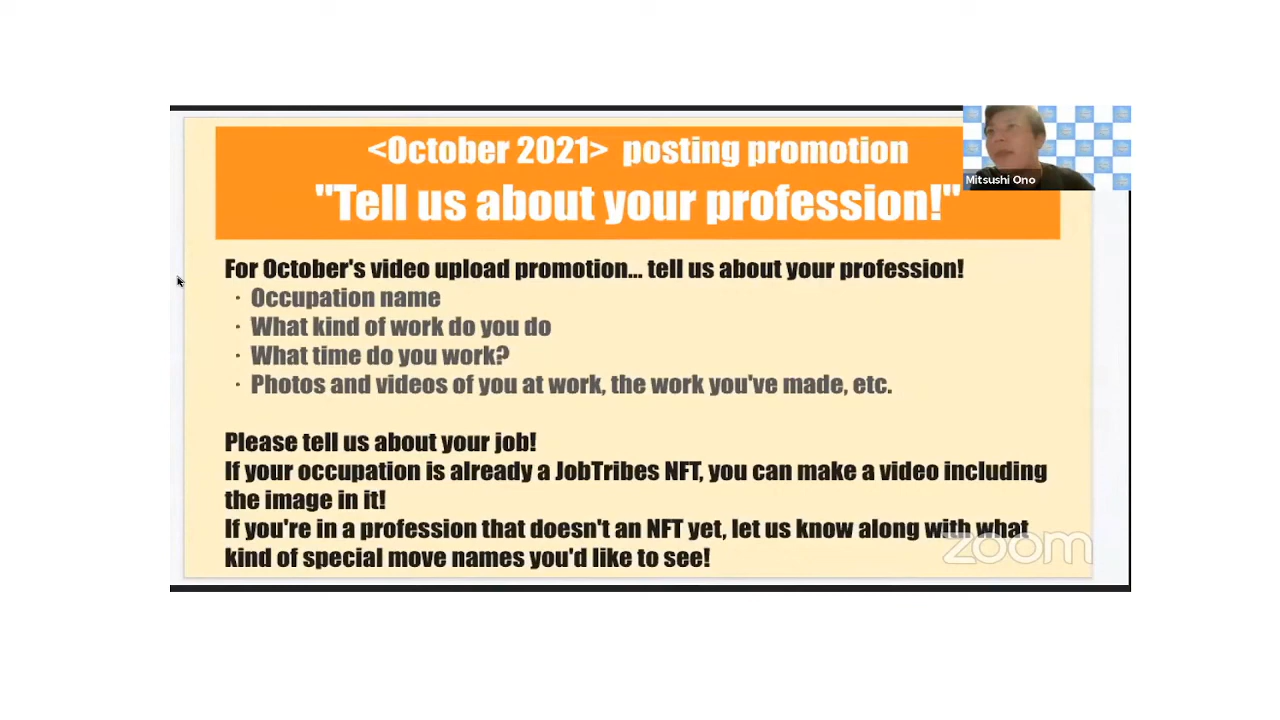 <October 2021> posting promotion
"Tell us about your profession!"
Mitsushi Ono
For October's video upload promotion... tell us about your profession!
· Occupation name
· What kind of work do you do
· What time do you work?
· Photos and videos of you at work, the work you've made, etc.
Please tell us about your job!
If your occupation is already a JobTribes NFT, you can make a video including
the image in it!
If you're in a profession that doesn't an NFT yet, let us know along with what
kind of special move names you'd like to see!
zoom